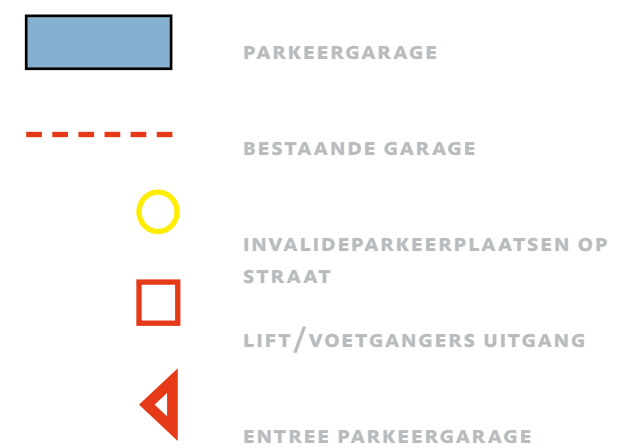 PARKEERGARAGE
BESTAANDE GARAGE
INVALIDEPARKEERPLAATSEN OP
STRAAT
LIFT/VOETGANGERS UITGANG
ENTREE PARKEERGARAGE